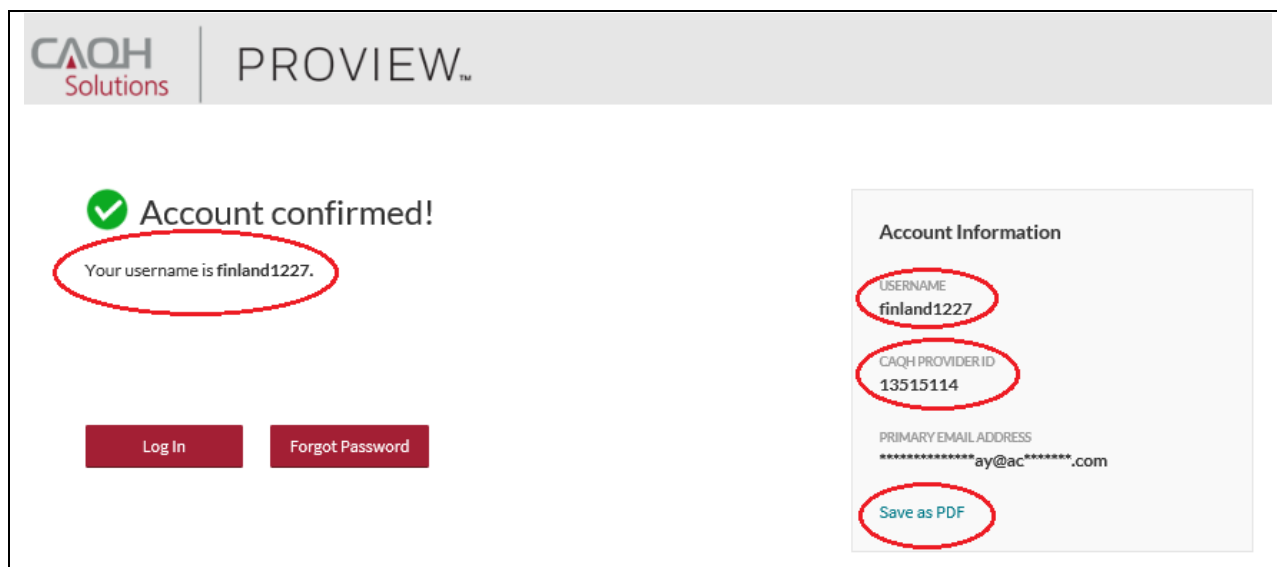 CAQH
Solutions
PROVIEW™
Account confirmed!
Your username is finland1227.
Log In
Forgot Password
Account Information
USERNAME
finland1227
CAQH PROVIDER ID
13515114
PRIMARY EMAIL ADDRESS
**************ay@ac*******.com
Save as PDF